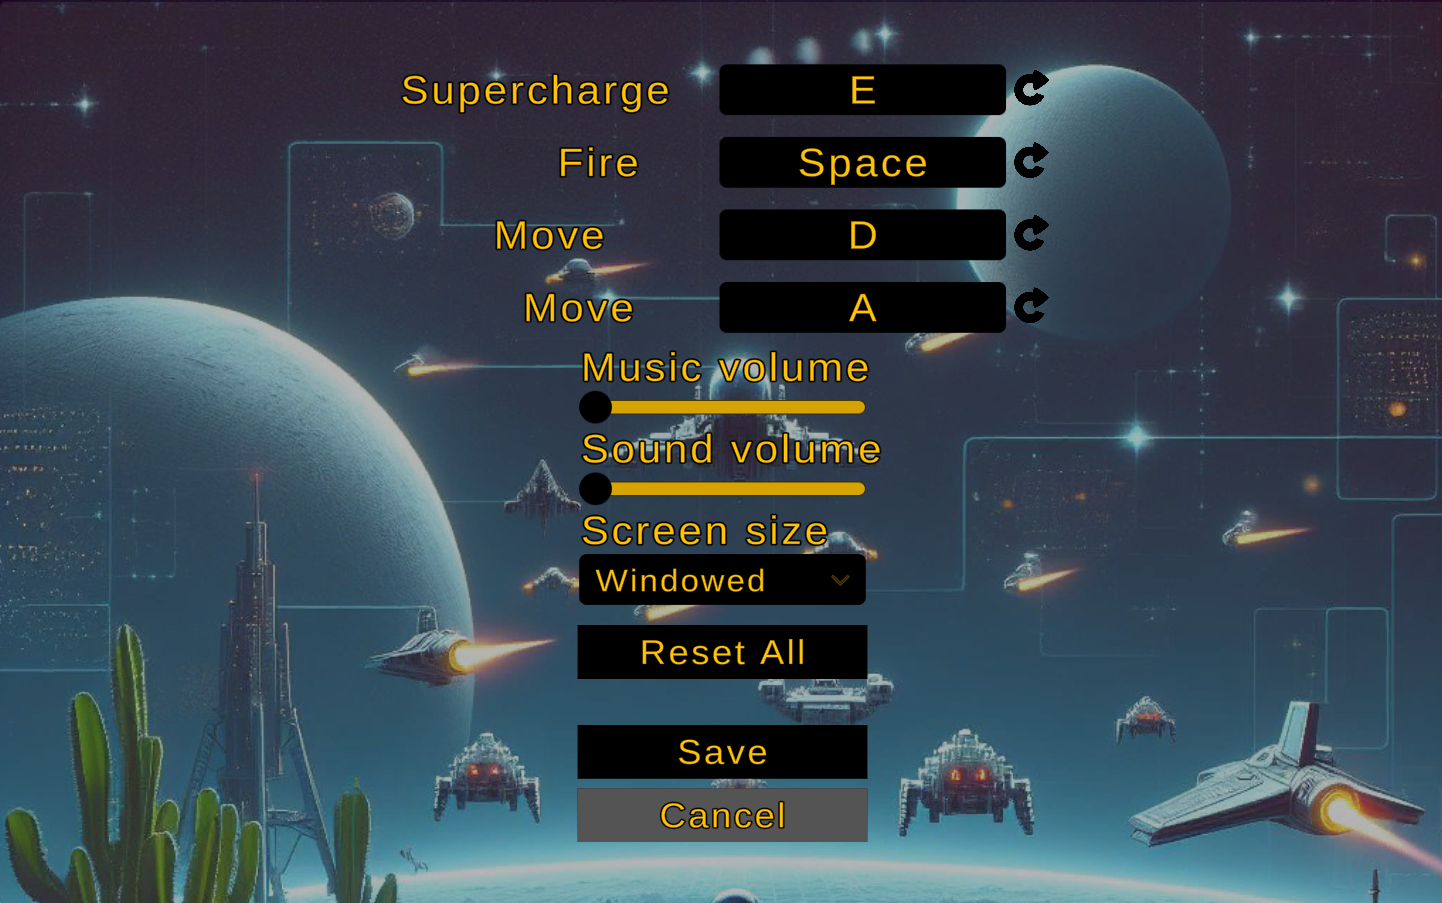 Supercharge E
Fire Space
Move D
Move A
Music volume
Sound volume
Screen size
Windowed
Reset All
Save
Cancel